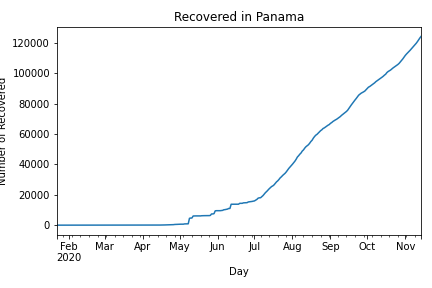 Recovered in Panama
120000
100000
80000
60000
40000
20000
0
Number of Recovered
Feb Mar Apr May Jun Jul Aug Sep Oct Nov
2020
Day